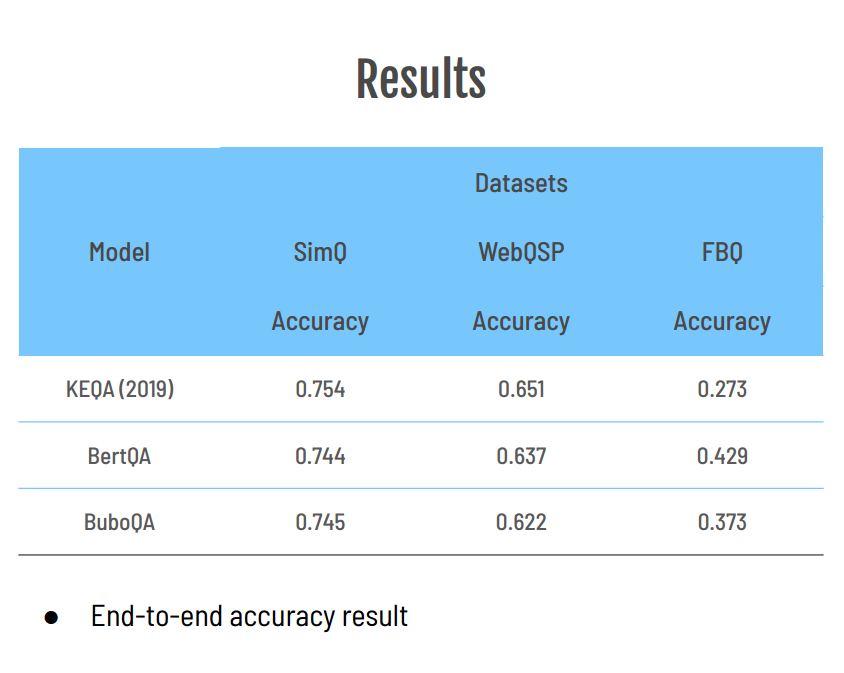 Results
Datasets
Model SimQ WebQSP FBQ
Accuracy Accuracy Accuracy
KEQA (2019) 0.754 0.651 0.273
BertQA 0.744 0.637 0.429
BuboQA 0.745 0.622 0.373
● End-to-end accuracy result